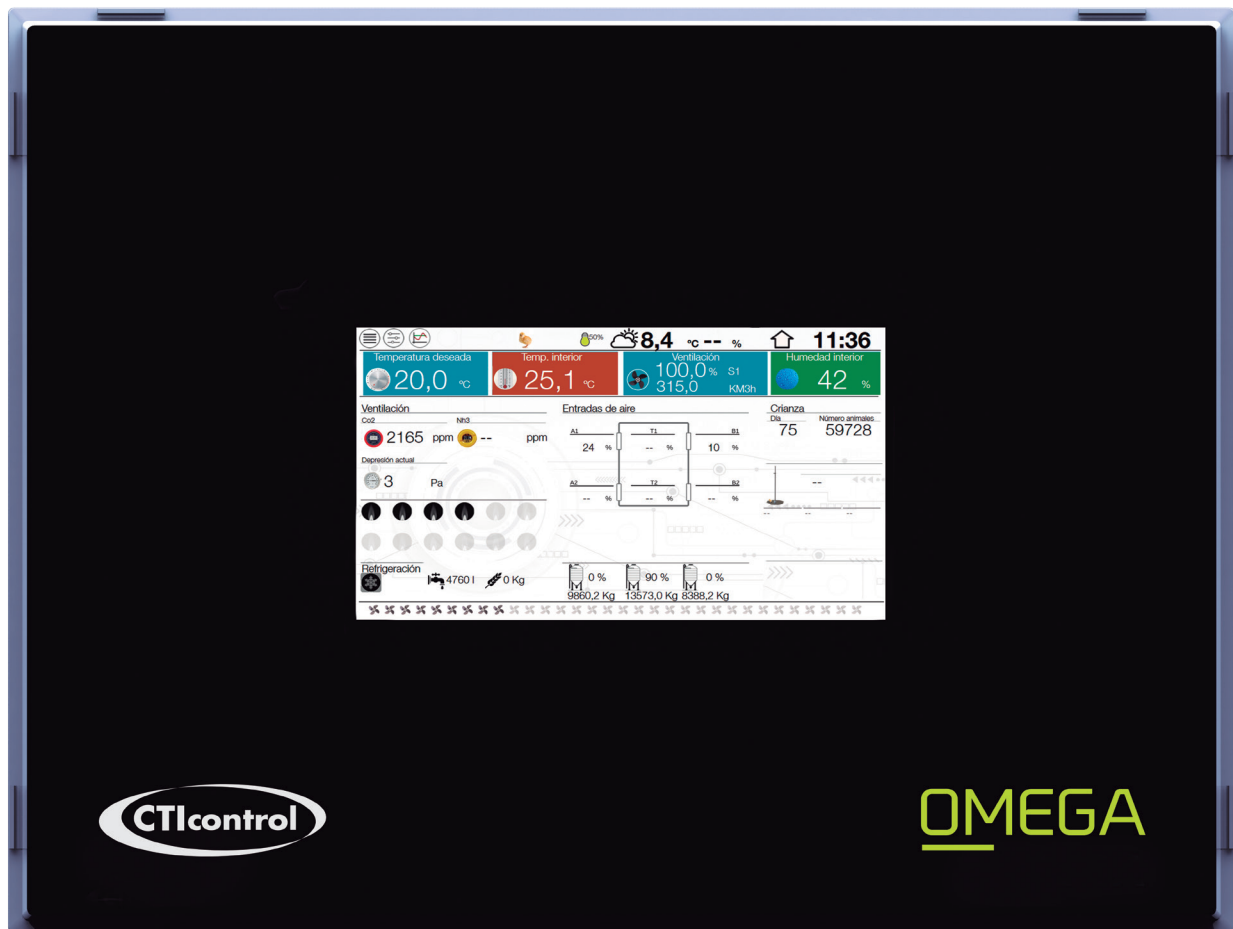 50% 8,4 °C -- % 11:36
Temperatura deseada
20,0 °C
Temp. interior
25,1 °C
Ventilación
100,0 % S1
315,0 KM3h
Humedad interior
42 %
Ventilación
Co2 Nh3
2165 ppm -- ppm
Depresión actual
3 Pa
Entradas de aire
A1 T1 B1
24 % -- % 10 %
A2 T2 B2
-- % -- % -- %
Crianza
Día Número animales
75 59728
--
-- -- --
Refrigeración
4760 l 0 Kg
0 % 90 % 0 %
9860,2 Kg 13573,0 Kg 8388,2 Kg
CTIcontrol
OMEGA